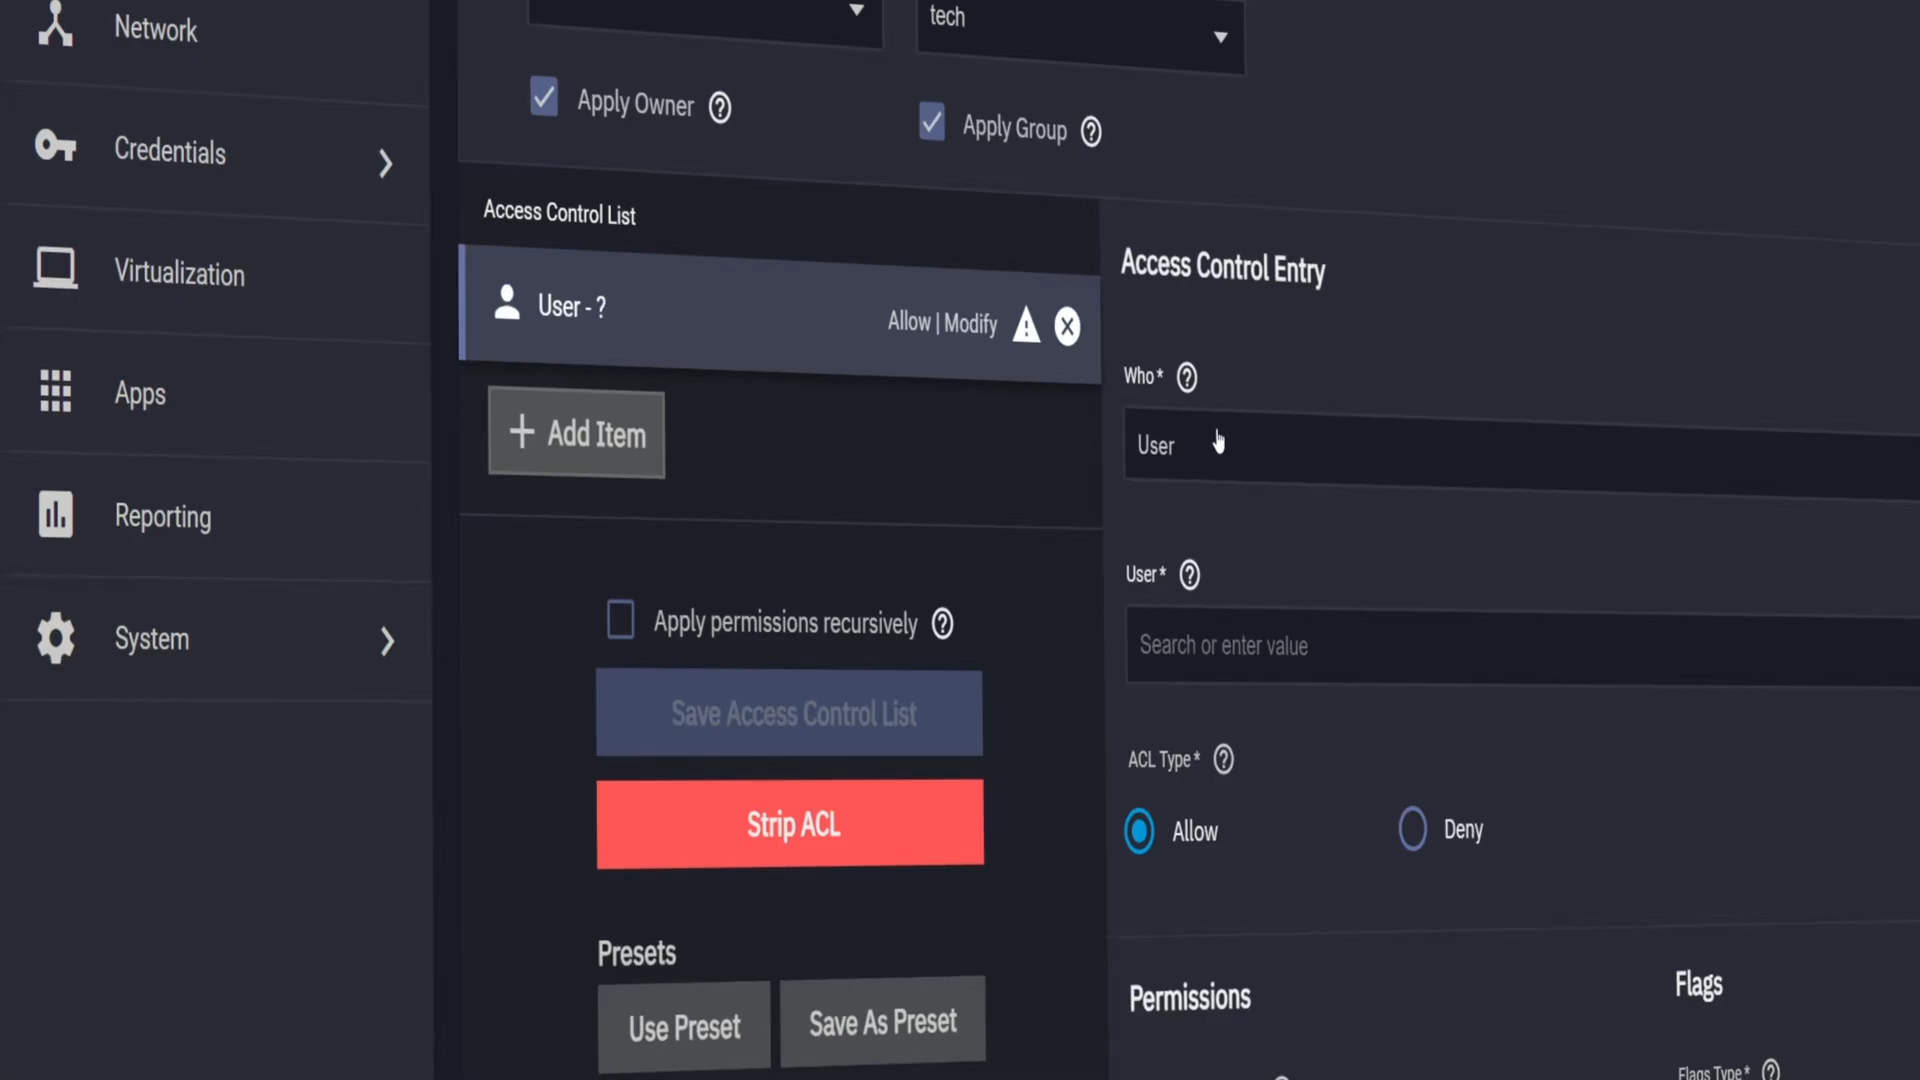 Network
Credentials
Virtualization
Apps
Reporting
System
tech
Apply Owner
Apply Group
Access Control List
User - ?
Allow | Modify
Add Item
Apply permissions recursively
Save Access Control List
Strip ACL
Presets
Use Preset
Save As Preset
Access Control Entry
Who*
User
User*
Search or enter value
ACL Type*
Allow
Deny
Permissions
Flags
Flags Type*